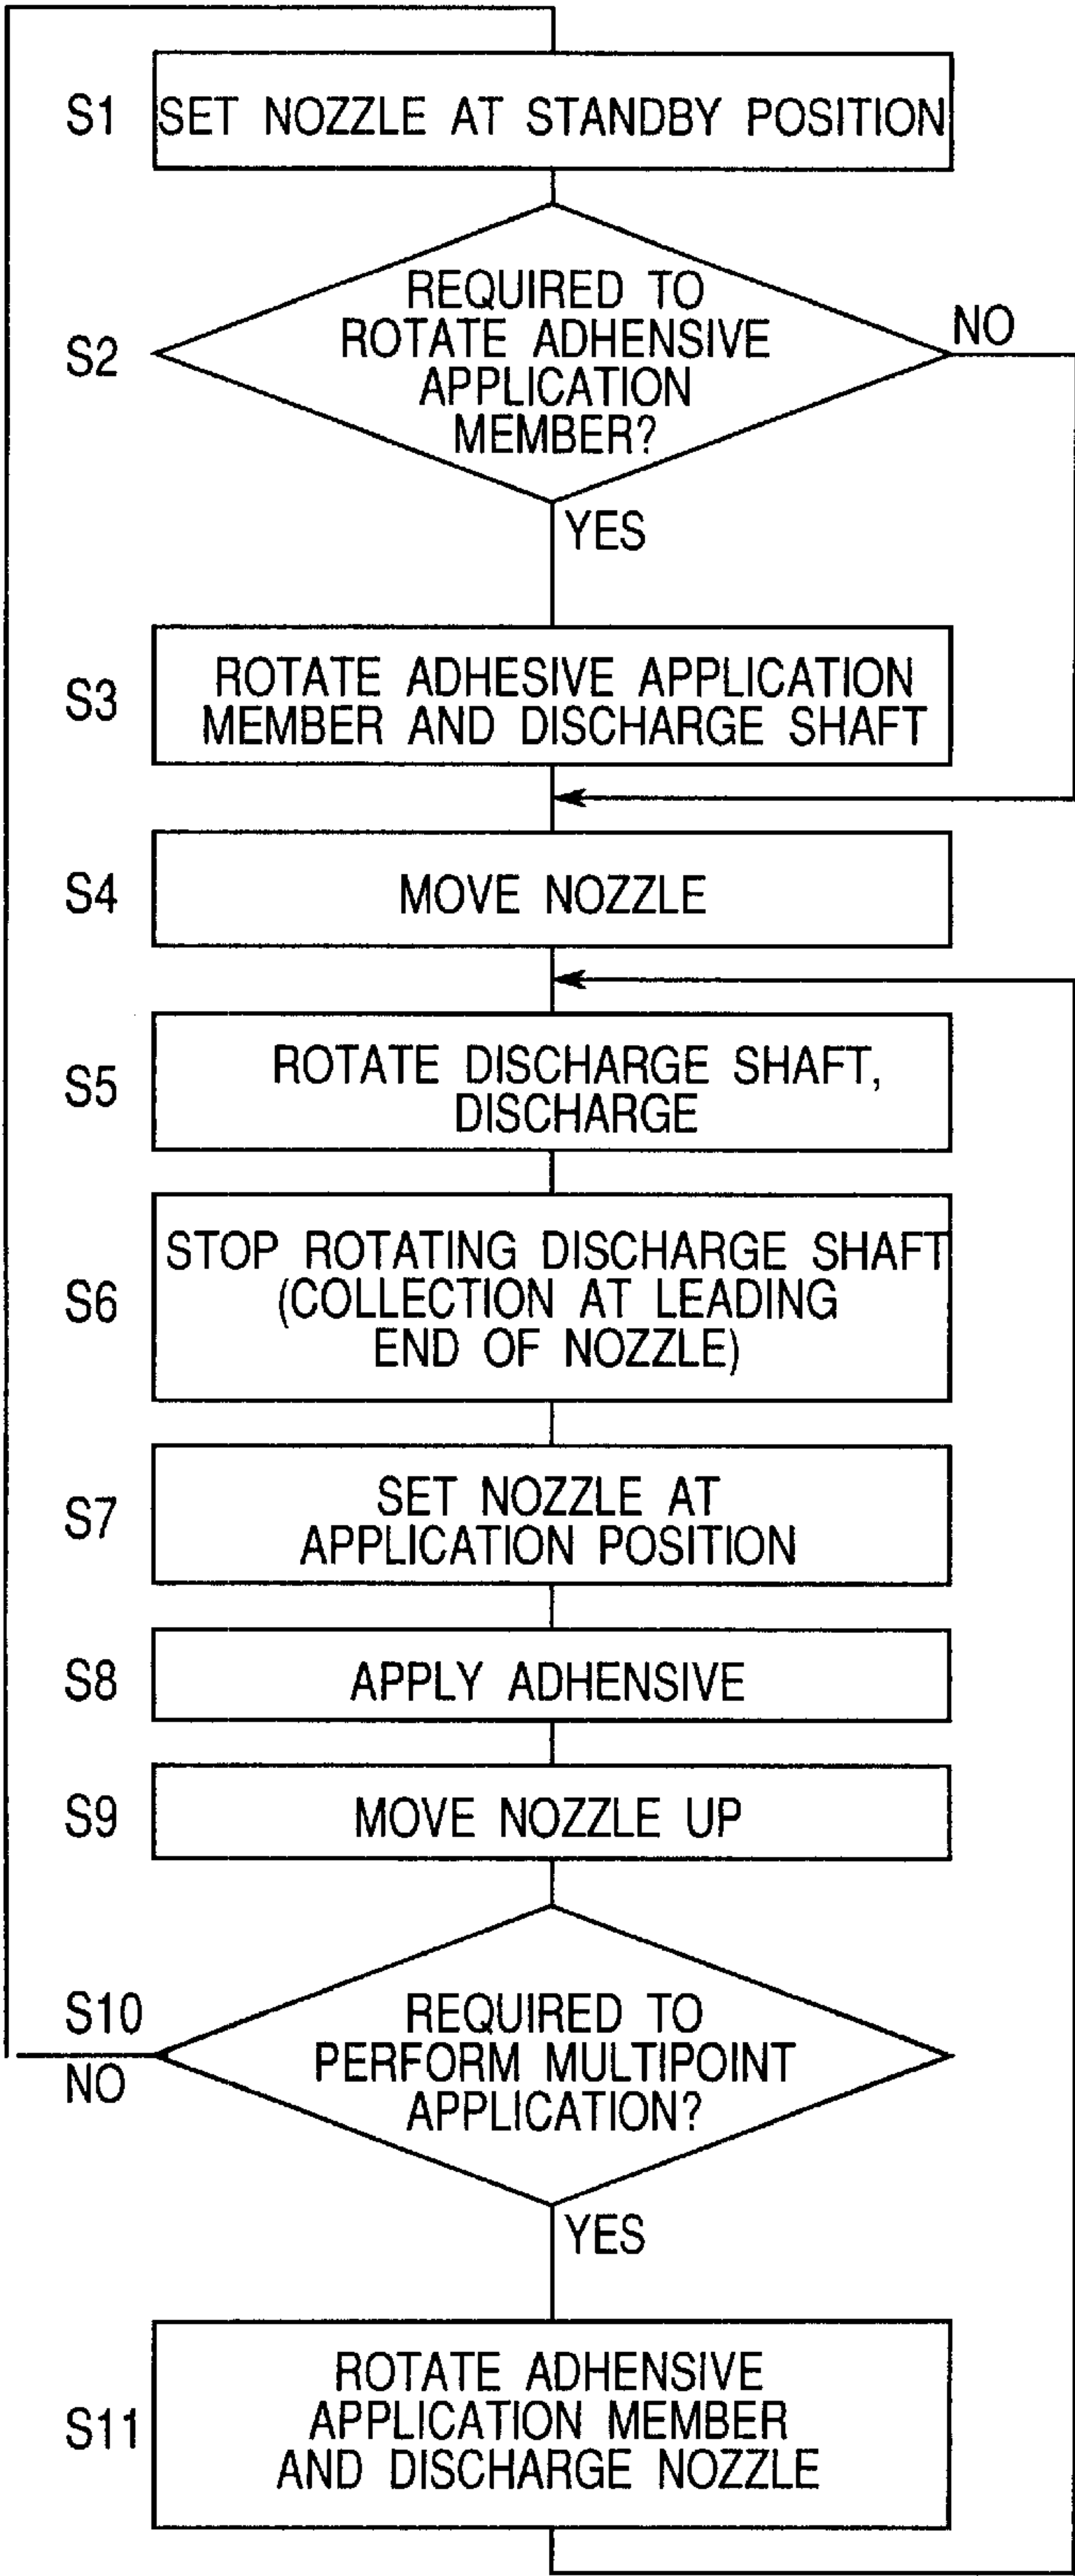 S1
SET NOZZLE AT STANDBY POSITION
S2
REQUIRED TO
ROTATE ADHENSIVE
APPLICATION
MEMBER?
NO
YES
S3
ROTATE ADHESIVE APPLICATION
MEMBER AND DISCHARGE SHAFT
S4
MOVE NOZZLE
S5
ROTATE DISCHARGE SHAFT,
DISCHARGE
S6
STOP ROTATING DISCHARGE SHAFT
(COLLECTION AT LEADING
END OF NOZZLE)
S7
SET NOZZLE AT
APPLICATION POSITION
S8
APPLY ADHENSIVE
S9
MOVE NOZZLE UP
S10
NO
REQUIRED TO
PERFORM MULTIPOINT
APPLICATION?
YES
S11
ROTATE ADHENSIVE
APPLICATION MEMBER
AND DISCHARGE NOZZLE